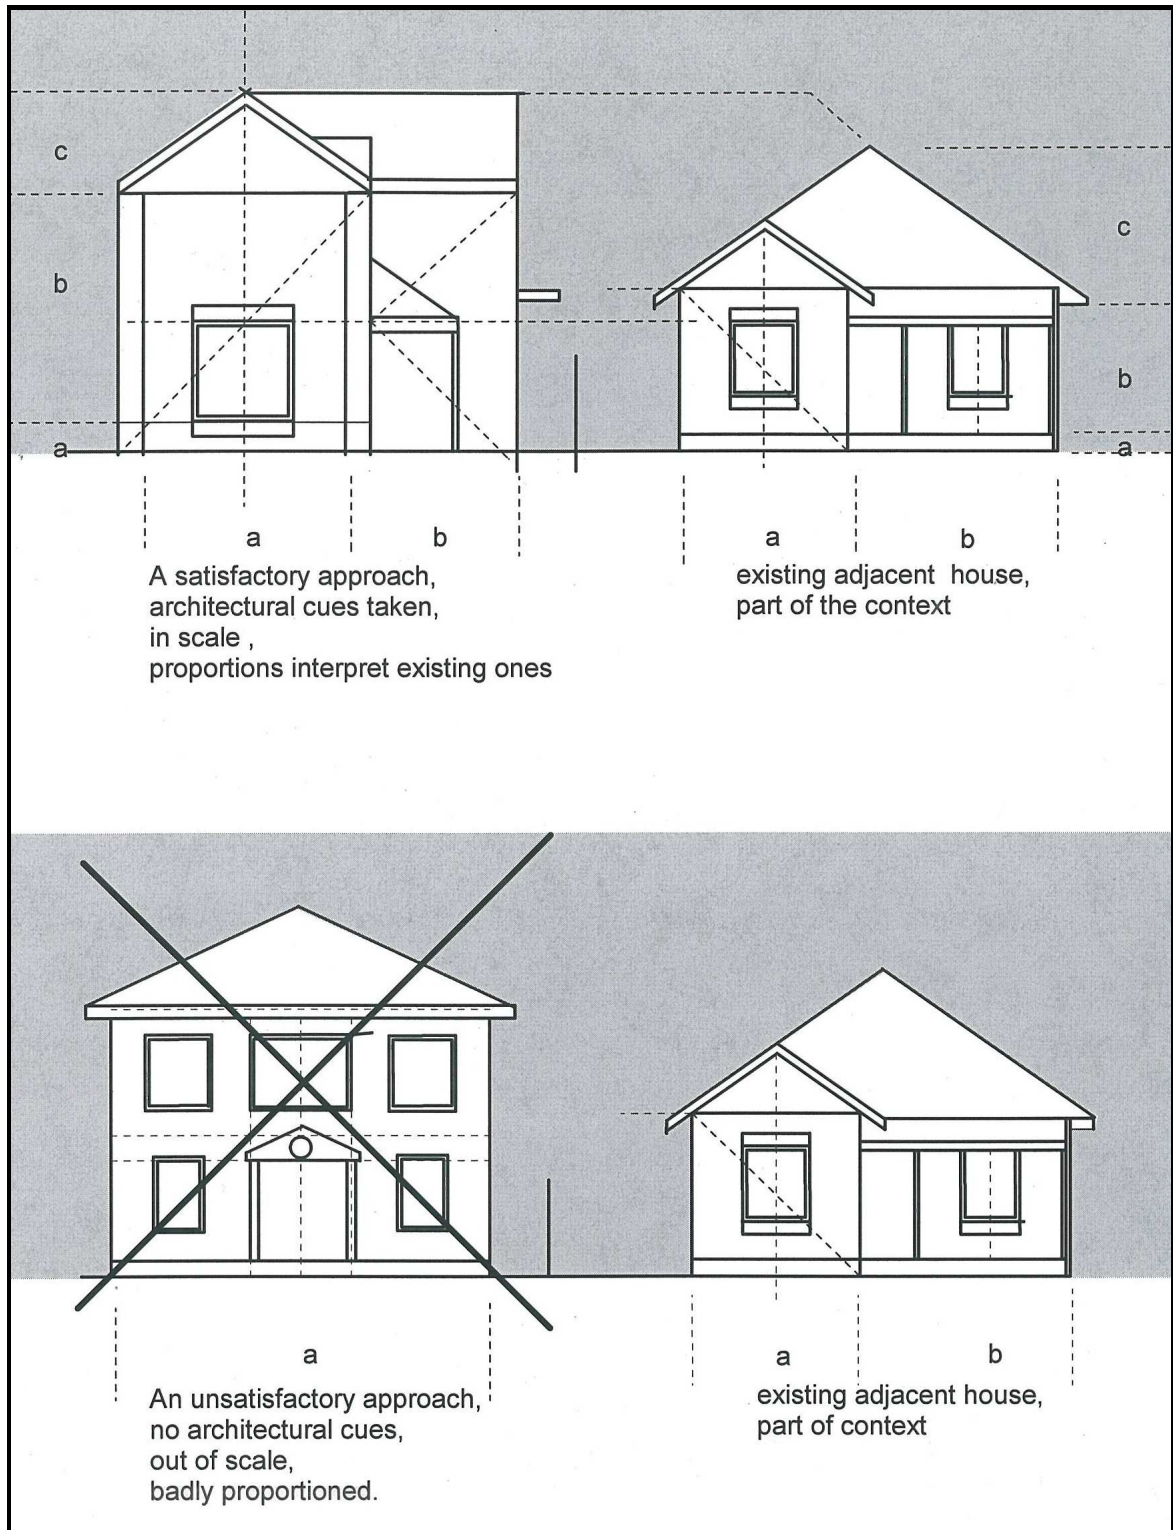 c
b
a
c
b
a
a
b
A satisfactory approach,
architectural cues taken,
in scale ,
proportions interpret existing ones
a
b
existing adjacent house,
part of the context
a
An unsatisfactory approach,
no architectural cues,
out of scale,
badly proportioned.
a
b
existing adjacent house,
part of context